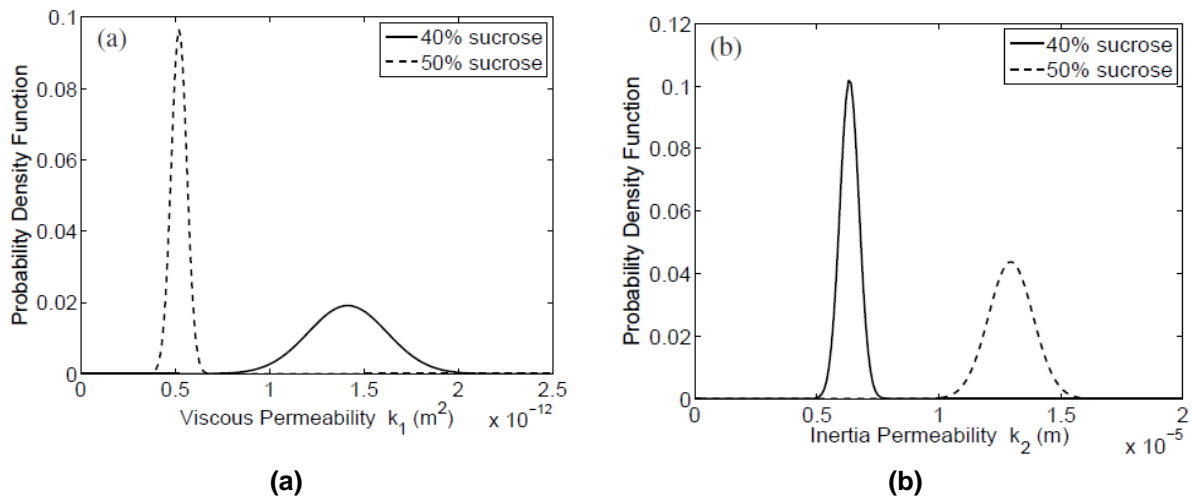 (a)
40% sucrose
50% sucrose
Probability Density Function
0.1
0.08
0.06
0.04
0.02
0
0 0.5 1 1.5 2 2.5
Viscous Permeability k₁ (m²) x 10⁻¹²
(a)
(b)
40% sucrose
50% sucrose
Probability Density Function
0.12
0.1
0.08
0.06
0.04
0.02
0
0 0.5 1 1.5 2
Inertia Permeability k₂ (m) x 10⁻⁵
(b)